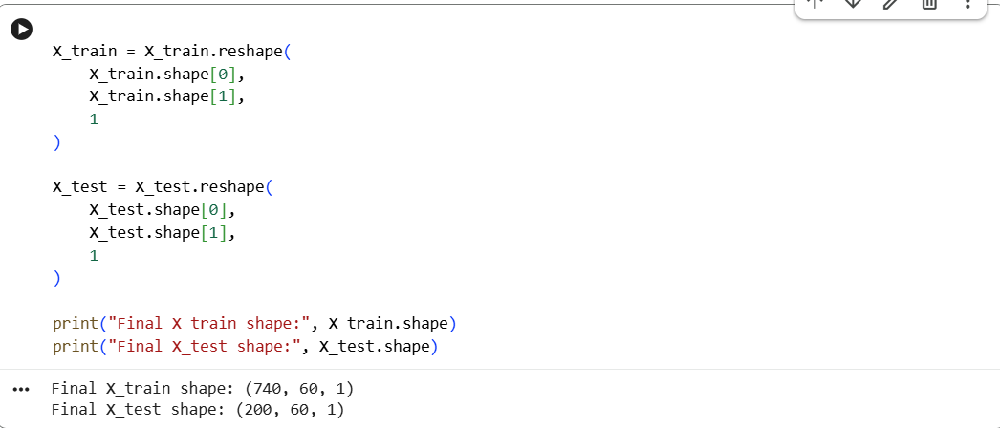 X_train = X_train.reshape(
    X_train.shape[0],
    X_train.shape[1],
    1
)
X_test = X_test.reshape(
    X_test.shape[0],
    X_test.shape[1],
    1
)
print("Final X_train shape:", X_train.shape)
print("Final X_test shape:", X_test.shape)
Final X_train shape: (740, 60, 1)
Final X_test shape: (200, 60, 1)